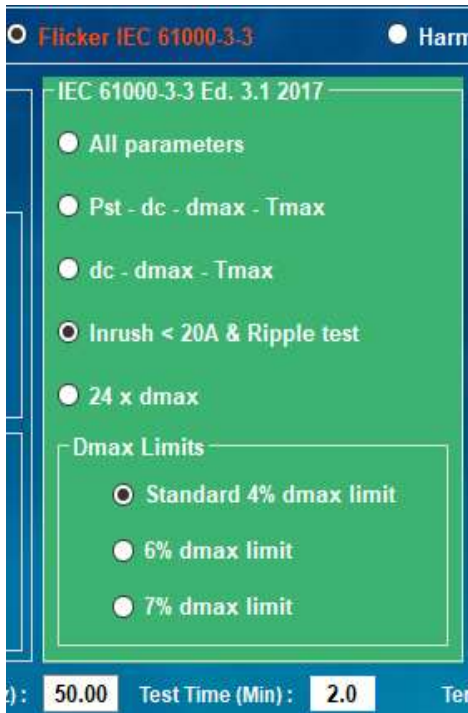 Flicker IEC 61000-3-3 Harm
IEC 61000-3-3 Ed. 3.1 2017
All parameters
Pst - dc - dmax - Tmax
dc - dmax - Tmax
Inrush < 20A & Ripple test
24 x dmax
Dmax Limits
Standard 4% dmax limit
6% dmax limit
7% dmax limit
z) : 50.00 Test Time (Min) : 2.0 Ter